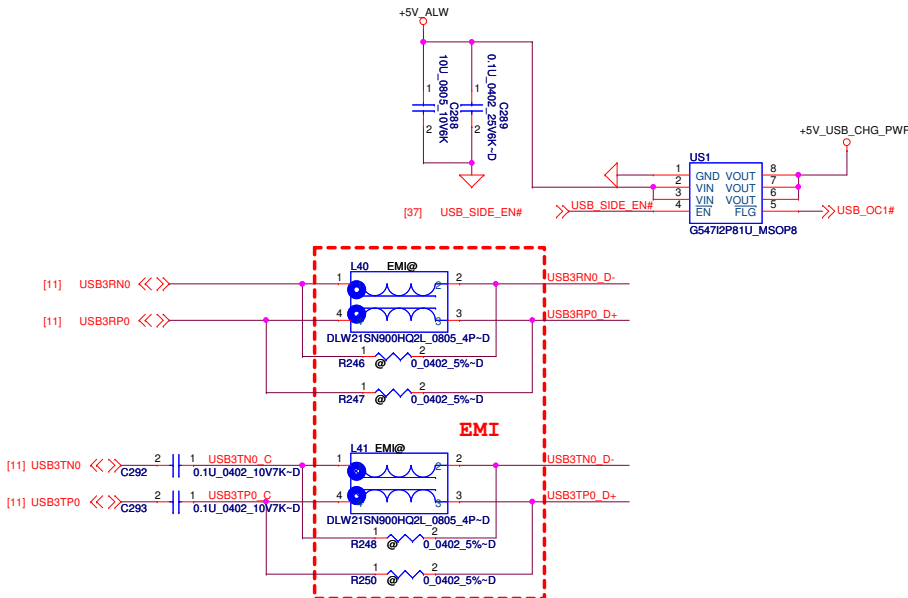 +5V_ALW
1
2
10U_0805_10V6K
C288
1
2
0.1U_0402_25V6K~D
C289
+5V_USB_CHG_PWR
US1
1 GND VOUT 8
2 VIN VOUT 7
3 VIN VOUT 6
4 EN FLG 5
G547I2P81U_MSOP8
[37] USB_SIDE_EN#
USB_SIDE_EN#
USB_OC1#
L40 EMI@
[11] USB3RN0
1 2
2
USB3RN0_D-
[11] USB3RP0
4 3
3
USB3RP0_D+
DLW21SN900HQ2L_0805_4P~D
1 2
R246 @ 0_0402_5%~D
1 2
R247 @ 0_0402_5%~D
EMI
L41 EMI@
[11] USB3TN0
2 1
C292
USB3TN0_C
0.1U_0402_10V7K~D
1 2
2
USB3TN0_D-
[11] USB3TP0
2 1
C293
USB3TP0_C
0.1U_0402_10V7K~D
4 3
3
USB3TP0_D+
DLW21SN900HQ2L_0805_4P~D
1 2
R248 @ 0_0402_5%~D
1 2
R250 @ 0_0402_5%~D